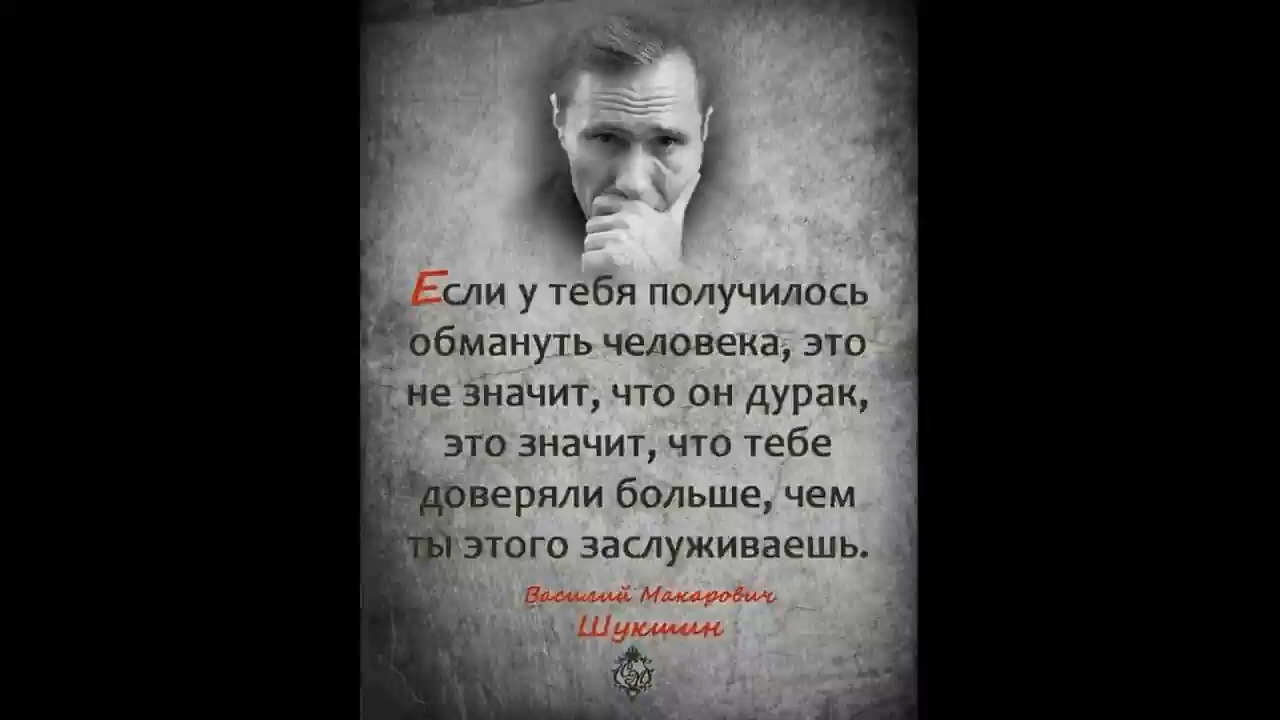 Если у тебя получилось
обмануть человека, это
не значит, что он дурак,
это значит, что тебе
доверяли больше, чем
ты этого заслуживаешь.
Василий Макарович
Шукшин